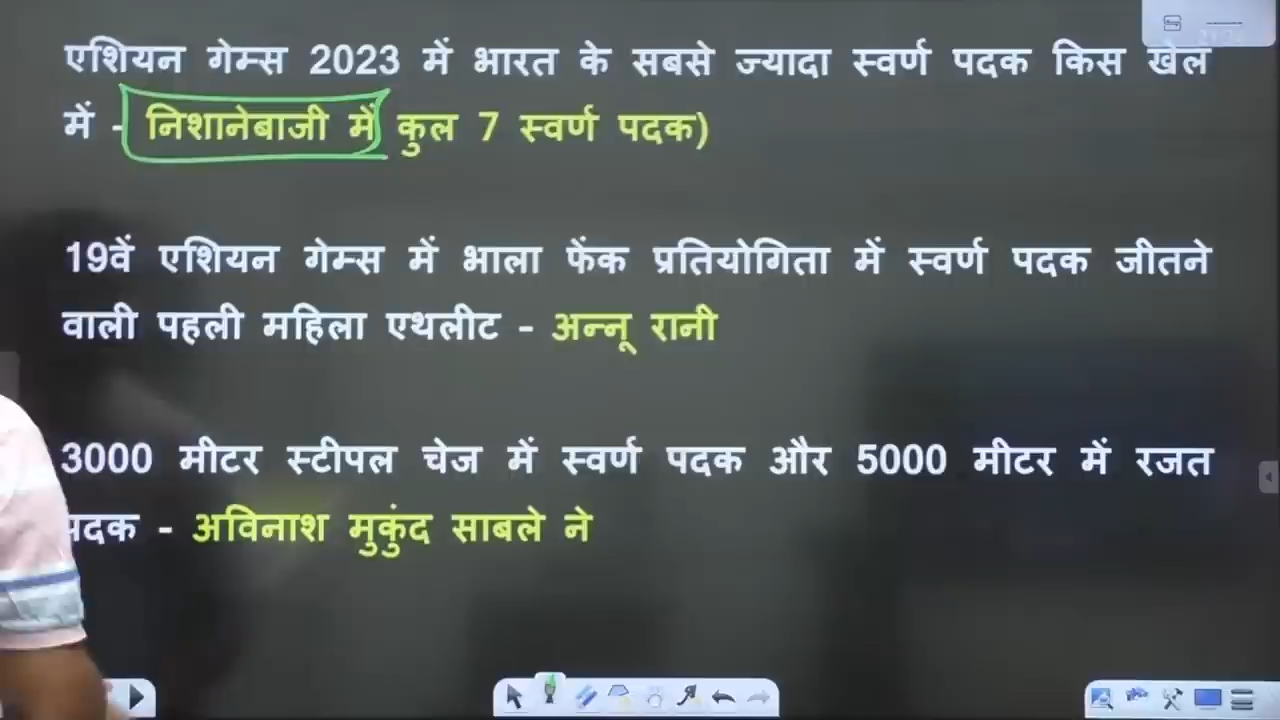 एशियन गेम्स 2023 में भारत के सबसे ज्यादा स्वर्ण पदक किस खेल
में - निशानेबाजी में कुल 7 स्वर्ण पदक)
19वें एशियन गेम्स में भाला फेंक प्रतियोगिता में स्वर्ण पदक जीतने
वाली पहली महिला एथलीट - अन्नू रानी
3000 मीटर स्टीपल चेज में स्वर्ण पदक और 5000 मीटर में रजत
पदक - अविनाश मुकुंद साबले ने